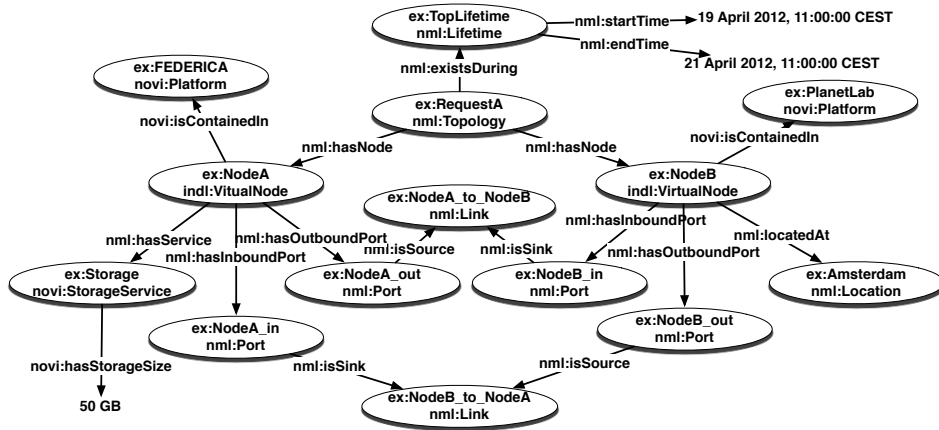 ex:TopLifetime
nml:Lifetime
nml:startTime
19 April 2012, 11:00:00 CEST
nml:endTime
21 April 2012, 11:00:00 CEST
nml:existsDuring
ex:FEDERICA
novi:Platform
ex:RequestA
nml:Topology
ex:PlanetLab
novi:Platform
novi:isContainedIn
novi:isContainedIn
nml:hasNode
nml:hasNode
ex:NodeA
indl:VitualNode
ex:NodeB
indl:VirtualNode
ex:NodeA_to_NodeB
nml:Link
nml:hasService
nml:hasOutboundPort
nml:hasInboundPort
nml:isSource
nml:isSink
nml:hasInboundPort
nml:hasOutboundPort
nml:locatedAt
ex:Storage
novi:StorageService
ex:NodeA_out
nml:Port
ex:NodeB_in
nml:Port
ex:Amsterdam
nml:Location
ex:NodeA_in
nml:Port
ex:NodeB_out
nml:Port
novi:hasStorageSize
nml:isSink
nml:isSource
50 GB
ex:NodeB_to_NodeA
nml:Link